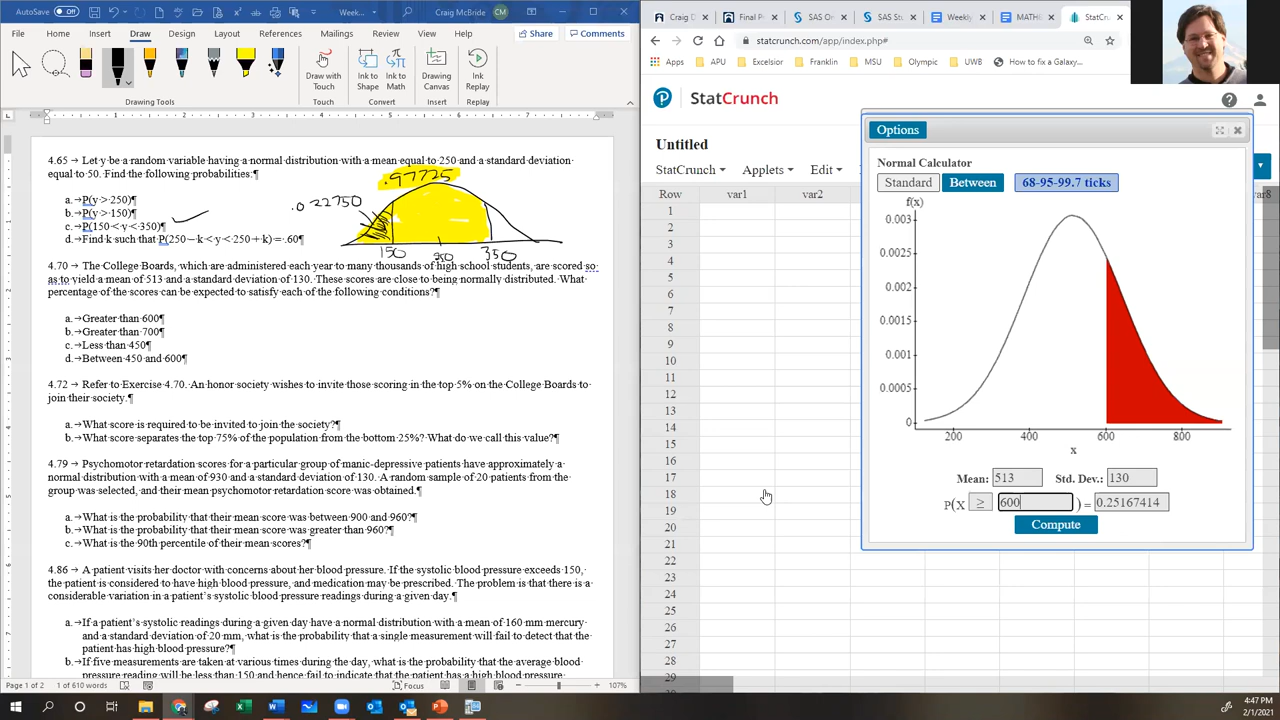 AutoSave Off Week... Craig McBride CM
File Home Insert Draw Design Layout References Mailings Review View Help Share Comments
Draw with Touch
Ink to Shape
Ink to Math
Drawing Canvas
Ink Replay
Drawing Tools Touch Convert Insert Replay
4.65 → Let y be a random variable having a normal distribution with a mean equal to 250 and a standard deviation
equal to 50. Find the following probabilities:¶
a.→P(y > 250)¶
b.→P(y > 150)¶
c.→P(150 < y < 350)¶
d.→Find k such that P(250 – k < y < 250 + k) = .60¶
.97725
.022750
150 250 350
4.70 → The College Boards, which are administered each year to many thousands of high school students, are scored so
as to yield a mean of 513 and a standard deviation of 130. These scores are close to being normally distributed. What
percentage of the scores can be expected to satisfy each of the following conditions?¶
a.→Greater than 600¶
b.→Greater than 700¶
c.→Less than 450¶
d.→Between 450 and 600¶
4.72 → Refer to Exercise 4.70. An honor society wishes to invite those scoring in the top 5% on the College Boards to
join their society.¶
a.→What score is required to be invited to join the society?¶
b.→What score separates the top 75% of the population from the bottom 25%? What do we call this value?¶
4.79 → Psychomotor retardation scores for a particular group of manic-depressive patients have approximately a
normal distribution with a mean of 930 and a standard deviation of 130. A random sample of 20 patients from the
group was selected, and their mean psychomotor retardation score was obtained.¶
a.→What is the probability that their mean score was between 900 and 960?¶
b.→What is the probability that their mean score was greater than 960?¶
c.→What is the 90th percentile of their mean scores?¶
4.86 → A patient visits her doctor with concerns about her blood pressure. If the systolic blood pressure exceeds 150,
the patient is considered to have high blood pressure, and medication may be prescribed. The problem is that there is a
considerable variation in a patient's systolic blood pressure readings during a given day.¶
a.→If a patient's systolic readings during a given day have a normal distribution with a mean of 160 mm mercury
and a standard deviation of 20 mm, what is the probability that a single measurement will fail to detect that the
patient has high blood pressure?¶
b.→If five measurements are taken at various times during the day, what is the probability that the average blood
pressure reading will be less than 150 and hence fail to indicate that the patient has a high blood pressure
Page 1 of 2 1 of 610 words Focus 107%
Craig D Final P SAS O SAS St Weekly MATH StatCr
statcrunch.com/app/index.php#
Apps APU Excelsior Franklin MSU Olympic UWB How to fix a Galaxy...
StatCrunch
Untitled
StatCrunch Applets Edit
Row var1 var2 var8
1
2
3
4
5
6
7
8
9
10
11
12
13
14
15
16
17
18
19
20
21
22
23
24
25
26
27
28
Options
Normal Calculator
Standard Between 68-95-99.7 ticks
f(x)
0.003
0.0025
0.002
0.0015
0.001
0.0005
0
200 400 600 800
x
Mean: 513 Std. Dev.: 130
P(X ≥ 600 ) = 0.25167414
Compute
4:47 PM
2/1/2021